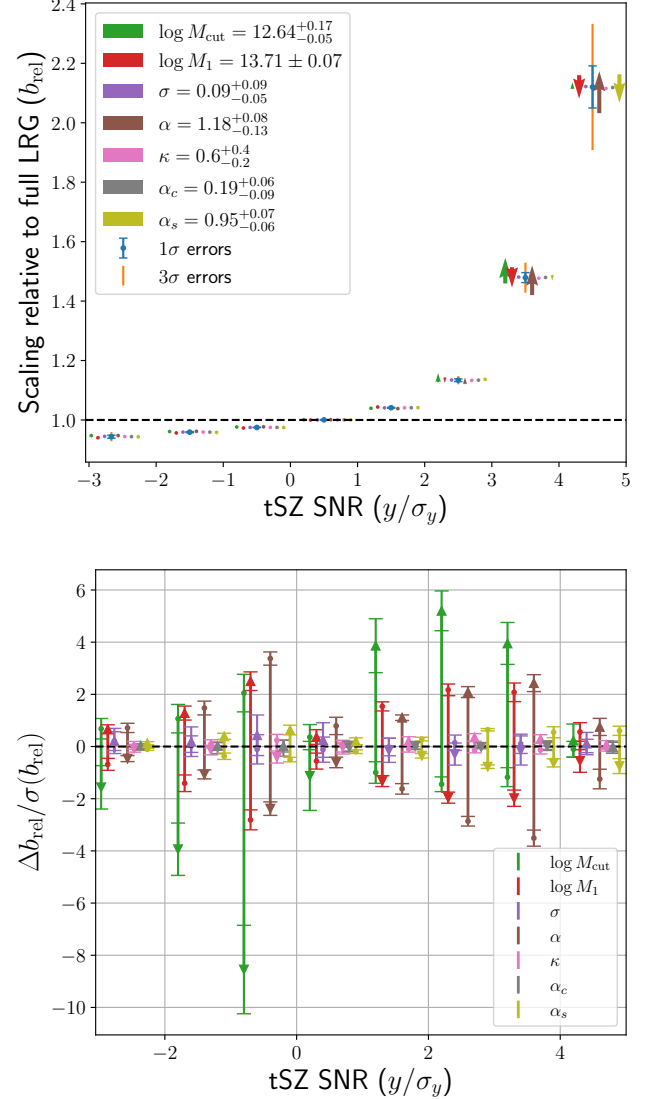 2.4
2.2
2.0
1.8
1.6
1.4
1.2
1.0
Scaling relative to full LRG (b_rel)
log M_cut = 12.64^{+0.17}_{-0.05}
log M_1 = 13.71 ± 0.07
σ = 0.09^{+0.09}_{-0.05}
α = 1.18^{+0.08}_{-0.13}
κ = 0.6^{+0.4}_{-0.2}
α_c = 0.19^{+0.06}_{-0.09}
α_s = 0.95^{+0.07}_{-0.06}
1σ errors
3σ errors
−3 −2 −1 0 1 2 3 4 5
tSZ SNR (y/σ_y)
6
4
2
0
−2
−4
−6
−8
−10
Δb_rel/σ(b_rel)
log M_cut
log M_1
σ
α
κ
α_c
α_s
−2 0 2 4
tSZ SNR (y/σ_y)